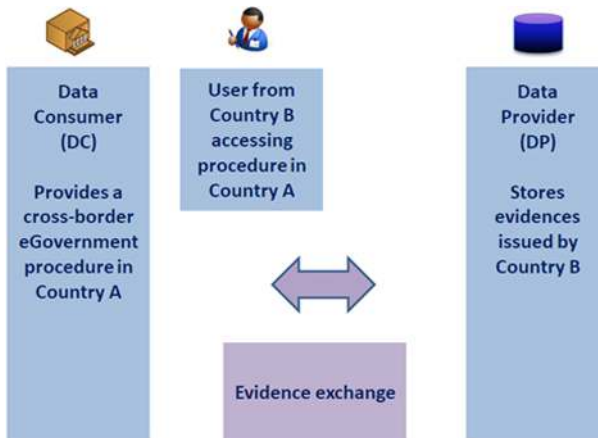 Data
Consumer
(DC)
Provides a
cross-border
eGovernment
procedure in
Country A
User from
Country B
accessing
procedure in
Country A
Data
Provider
(DP)
Stores
evidences
issued by
Country B
Evidence exchange